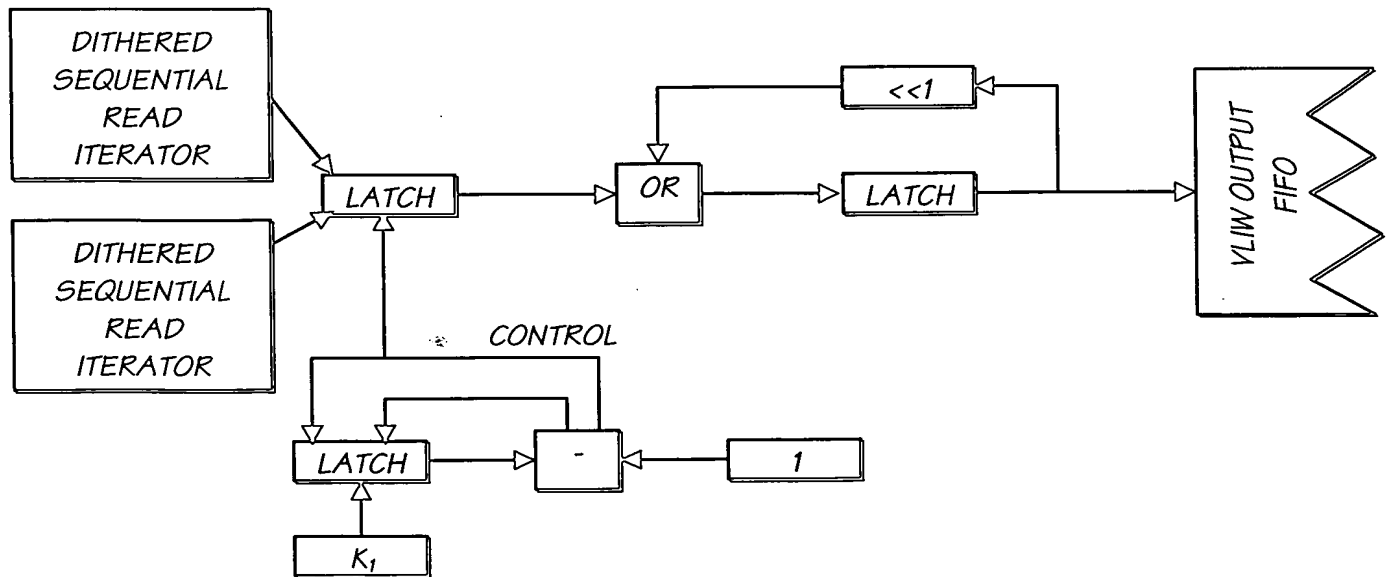 DITHERED
SEQUENTIAL
READ
ITERATOR
DITHERED
SEQUENTIAL
READ
ITERATOR
LATCH
OR
<<1
LATCH
VLIW OUTPUT
FIFO
CONTROL
LATCH
-
1
K₁